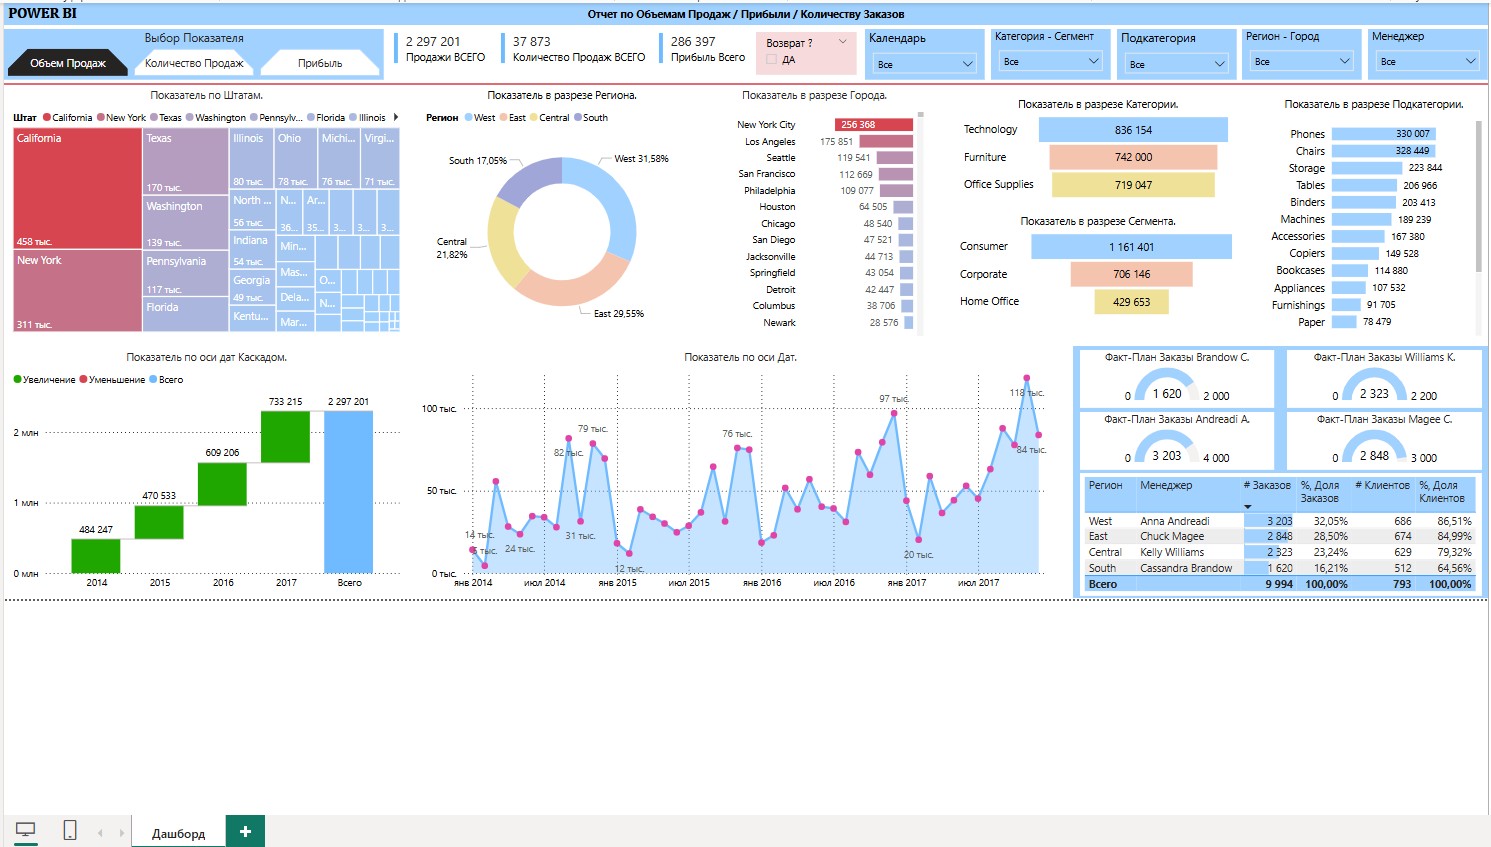 POWER BI
Отчет по Объемам Продаж / Прибыли / Количеству Заказов
Выбор Показателя
Объем Продаж
Количество Продаж
Прибыль
2 297 201
Продажи ВСЕГО
37 873
Количество Продаж ВСЕГО
286 397
Прибыль Всего
Возврат ?
ДА
Календарь
Все
Категория - Сегмент
Все
Подкатегория
Все
Регион - Город
Все
Менеджер
Все
Показатель по Штатам.
Штат California New York Texas Washington Pennsylv... Florida Illinois
California
458 тыс.
New York
311 тыс.
Texas
170 тыс.
Washington
139 тыс.
Pennsylvania
117 тыс.
Florida
Illinois
80 тыс.
Ohio
78 тыс.
Michi...
76 тыс.
Virgi...
71 тыс.
North ...
56 тыс.
N...
36...
Ar...
35...
3...
3...
3...
Indiana
54 тыс.
Georgia
49 тыс.
Kentu...
Min...
Mas...
Dela...
Mar...
O...
N...
Показатель в разрезе Региона.
Регион West East Central South
South 17,05%
West 31,58%
Central
21,82%
East 29,55%
Показатель в разрезе Города.
New York City 256 368
Los Angeles 175 851
Seattle 119 541
San Francisco 112 669
Philadelphia 109 077
Houston 64 505
Chicago 48 540
San Diego 47 521
Jacksonville 44 713
Springfield 43 054
Detroit 42 447
Columbus 38 706
Newark 28 576
Показатель в разрезе Категории.
Technology 836 154
Furniture 742 000
Office Supplies 719 047
Показатель в разрезе Сегмента.
Consumer 1 161 401
Corporate 706 146
Home Office 429 653
Показатель в разрезе Подкатегории.
Phones 330 007
Chairs 328 449
Storage 223 844
Tables 206 966
Binders 203 413
Machines 189 239
Accessories 167 380
Copiers 149 528
Bookcases 114 880
Appliances 107 532
Furnishings 91 705
Paper 78 479
Показатель по оси дат Каскадом.
Увеличение Уменьшение Всего
2 млн
1 млн
0 млн
484 247
470 533
609 206
733 215
2 297 201
2014 2015 2016 2017 Всего
Показатель по оси Дат.
100 тыс.
50 тыс.
0 тыс.
14 тыс.
5 тыс.
24 тыс.
82 тыс.
31 тыс.
79 тыс.
12 тыс.
76 тыс.
97 тыс.
20 тыс.
118 тыс.
84 тыс.
янв 2014 июл 2014 янв 2015 июл 2015 янв 2016 июл 2016 янв 2017 июл 2017
Факт-План Заказы Brandow C.
0 1 620 2 000
Факт-План Заказы Williams K.
0 2 323 2 200
Факт-План Заказы Andreadi A.
0 3 203 4 000
Факт-План Заказы Magee C.
0 2 848 3 000
Регион Менеджер # Заказов %, Доля Заказов # Клиентов %, Доля Клиентов
West Anna Andreadi 3 203 32,05% 686 86,51%
East Chuck Magee 2 848 28,50% 674 84,99%
Central Kelly Williams 2 323 23,24% 629 79,32%
South Cassandra Brandow 1 620 16,21% 512 64,56%
Всего 9 994 100,00% 793 100,00%
Дашборд